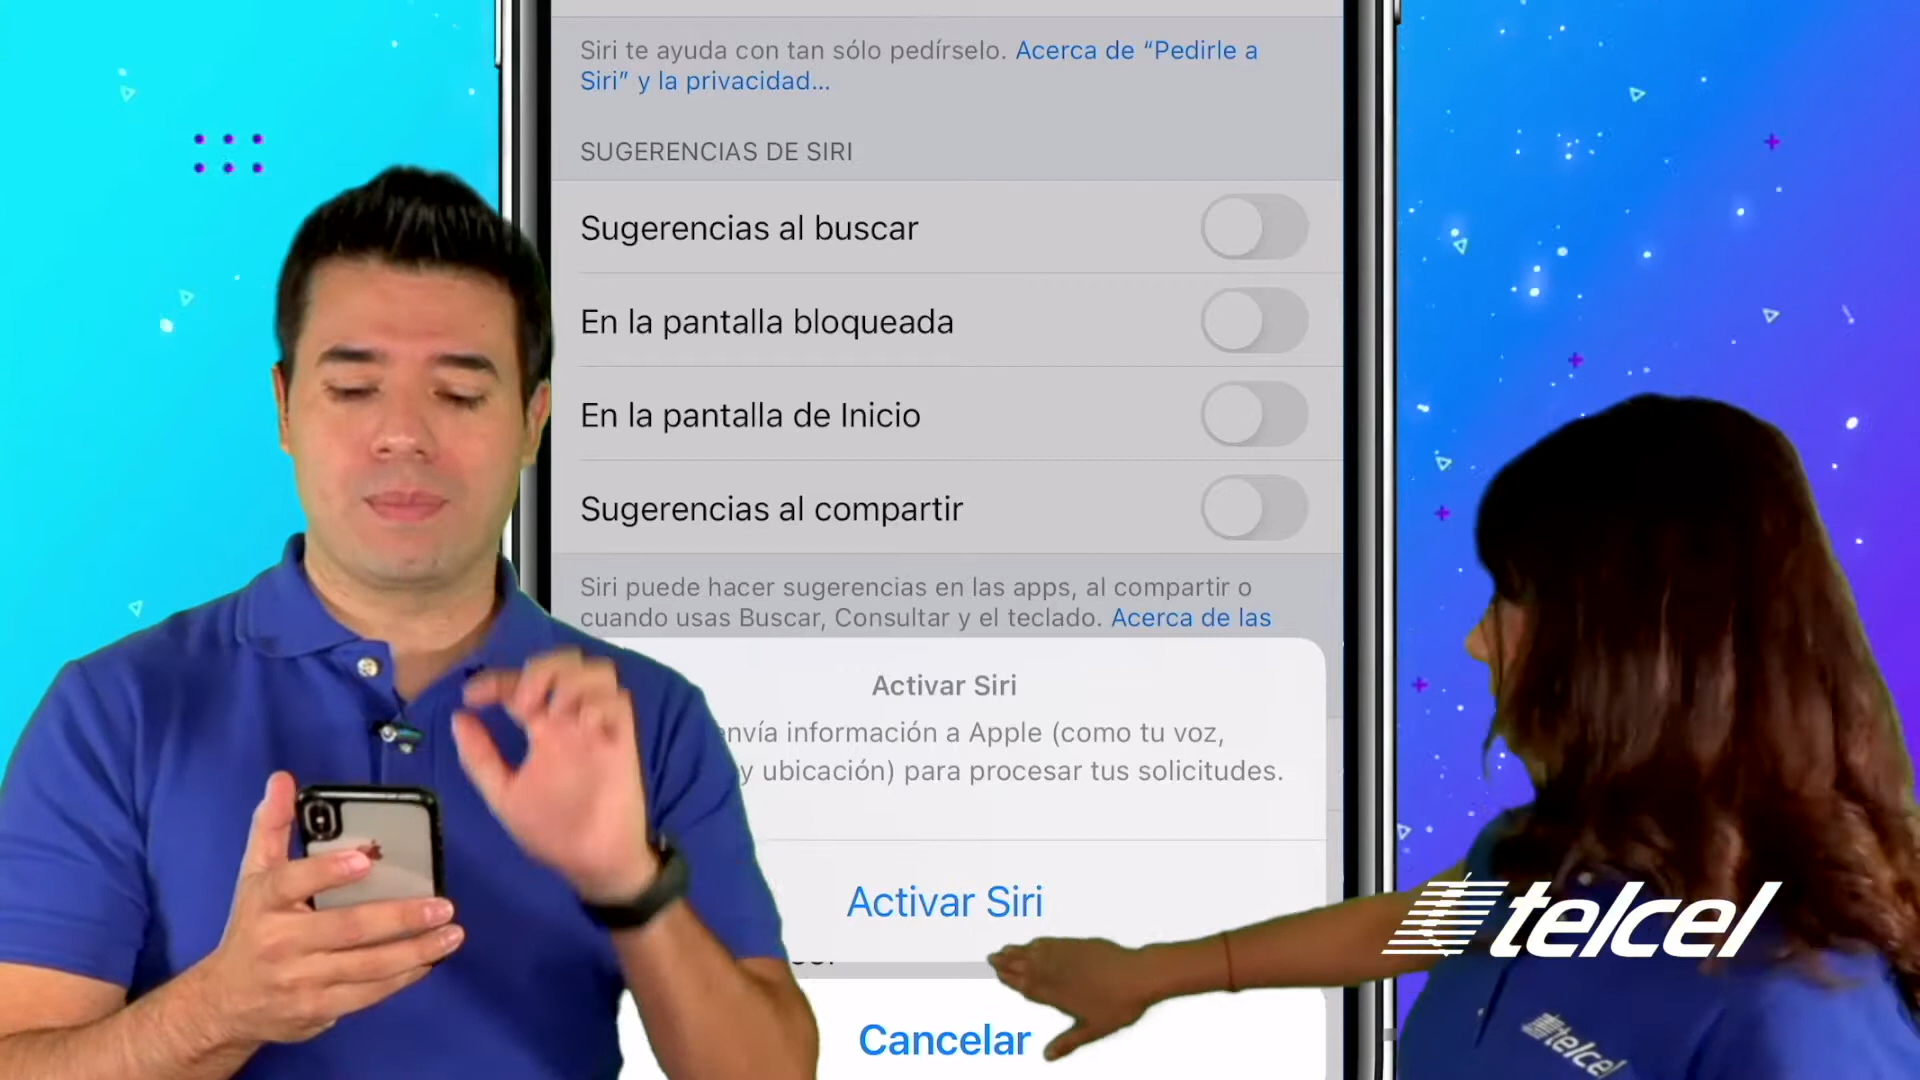 Siri te ayuda con tan sólo pedírselo. Acerca de “Pedirle a
Siri” y la privacidad...
SUGERENCIAS DE SIRI
Sugerencias al buscar
En la pantalla bloqueada
En la pantalla de Inicio
Sugerencias al compartir
Siri puede hacer sugerencias en las apps, al compartir o
cuando usas Buscar, Consultar y el teclado. Acerca de las
Activar Siri
envía información a Apple (como tu voz,
y ubicación) para procesar tus solicitudes.
Activar Siri
Cancelar
telcel
telcel